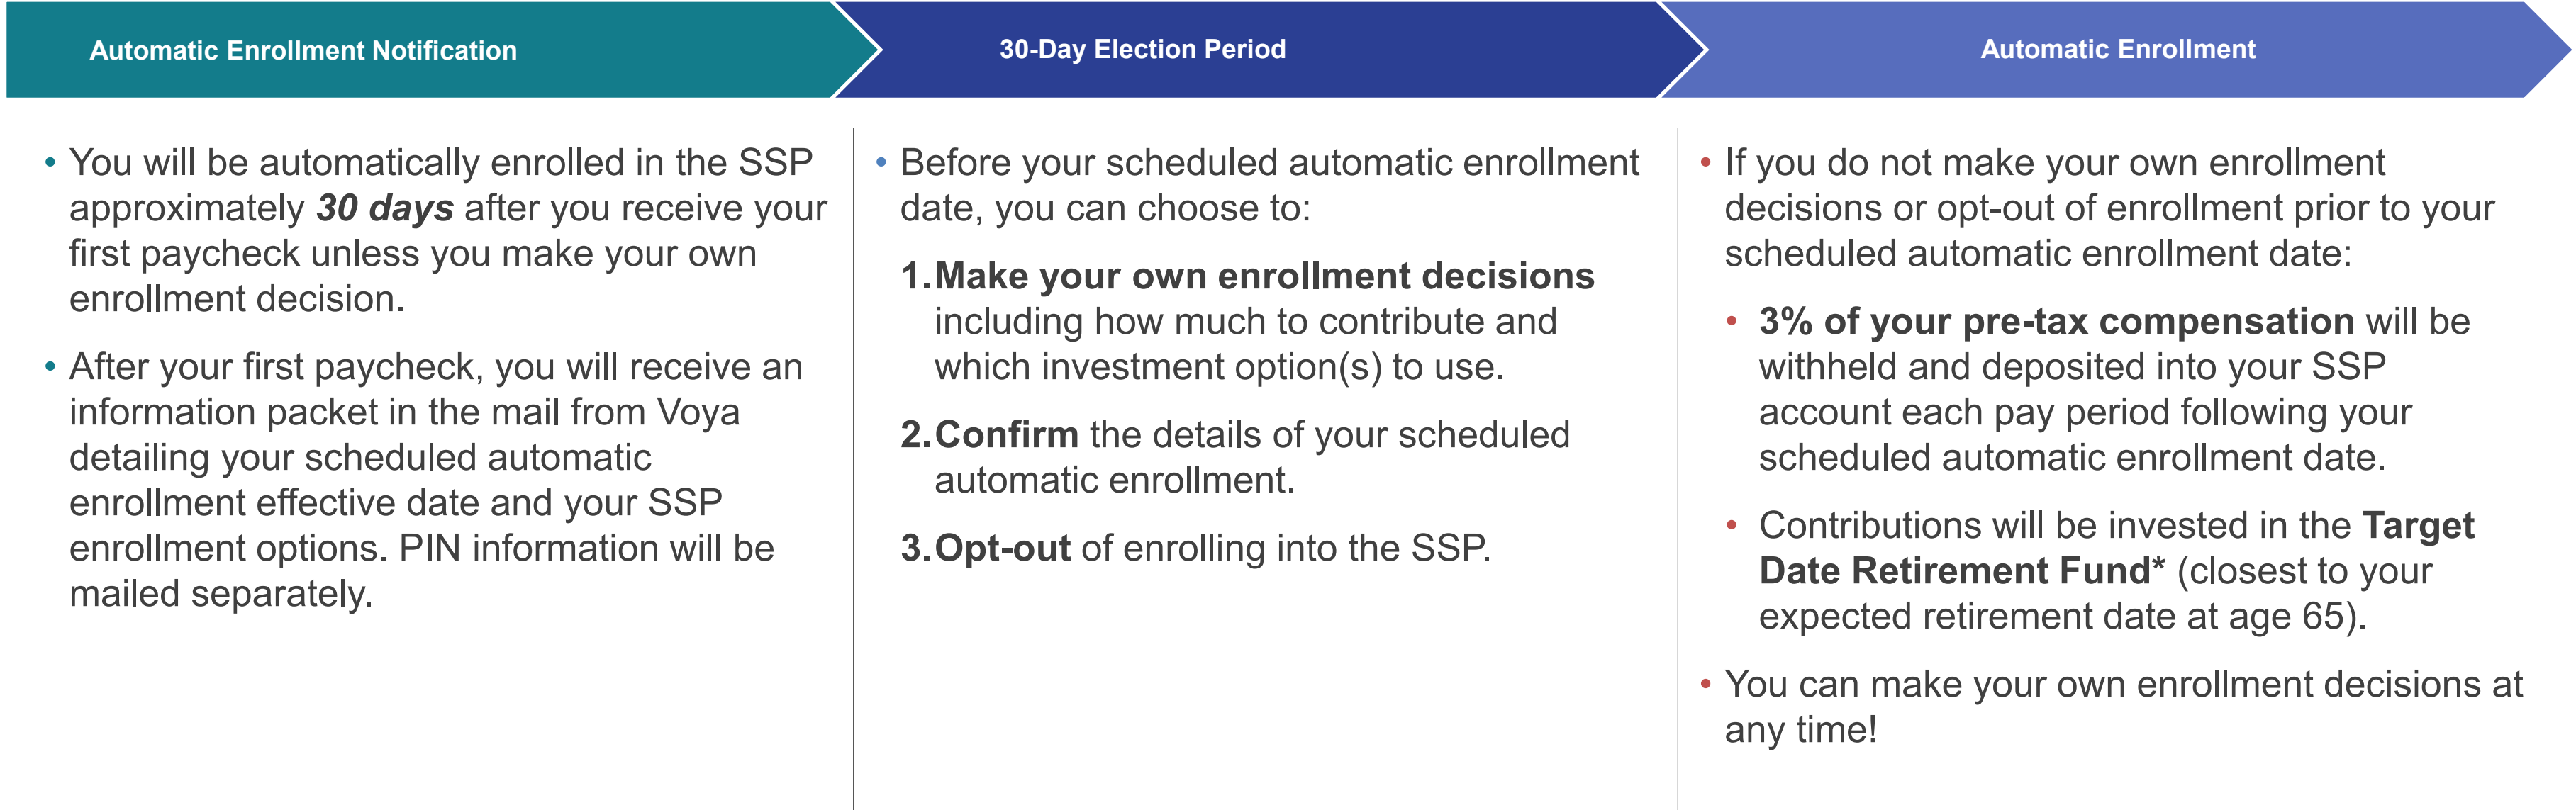 Automatic Enrollment Notification
30-Day Election Period
Automatic Enrollment
• You will be automatically enrolled in the SSP
approximately 30 days after you receive your
first paycheck unless you make your own
enrollment decision.
• After your first paycheck, you will receive an
information packet in the mail from Voya
detailing your scheduled automatic
enrollment effective date and your SSP
enrollment options. PIN information will be
mailed separately.
• Before your scheduled automatic enrollment
date, you can choose to:
1. Make your own enrollment decisions
including how much to contribute and
which investment option(s) to use.
2. Confirm the details of your scheduled
automatic enrollment.
3. Opt-out of enrolling into the SSP.
• If you do not make your own enrollment
decisions or opt-out of enrollment prior to your
scheduled automatic enrollment date:
• 3% of your pre-tax compensation will be
withheld and deposited into your SSP
account each pay period following your
scheduled automatic enrollment date.
• Contributions will be invested in the Target
Date Retirement Fund* (closest to your
expected retirement date at age 65).
• You can make your own enrollment decisions at
any time!